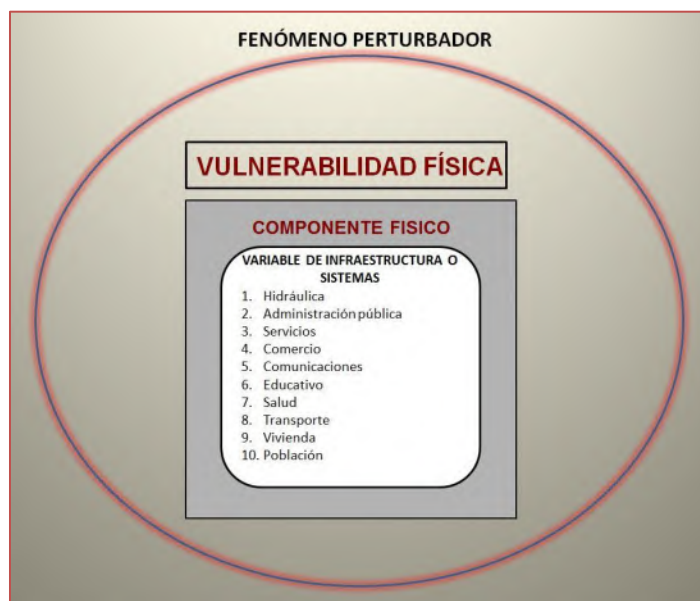 FENÓMENO PERTURBADOR
VULNERABILIDAD FÍSICA
COMPONENTE FISICO
VARIABLE DE INFRAESTRUCTURA O
SISTEMAS
1. Hidráulica
2. Administración pública
3. Servicios
4. Comercio
5. Comunicaciones
6. Educativo
7. Salud
8. Transporte
9. Vivienda
10. Población